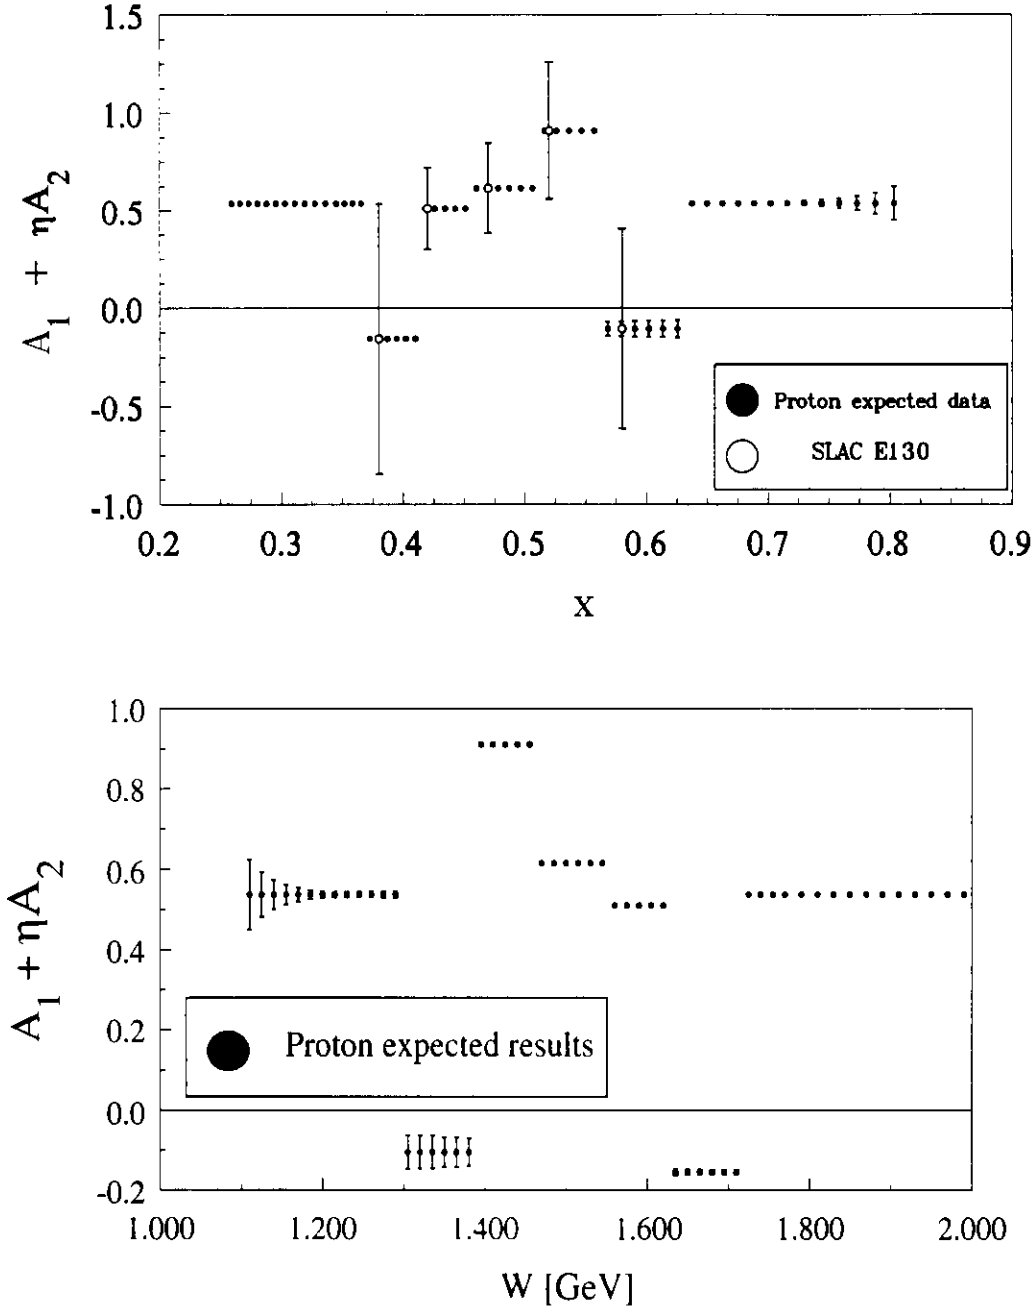 1.5
1.0
0.5
0.0
-0.5
-1.0
A1 + ηA2
Proton expected data
SLAC E130
0.2 0.3 0.4 0.5 0.6 0.7 0.8 0.9
X
1.0
0.8
0.6
0.4
0.2
0.0
-0.2
A1 + ηA2
Proton expected results
1.000 1.200 1.400 1.600 1.800 2.000
W [GeV]